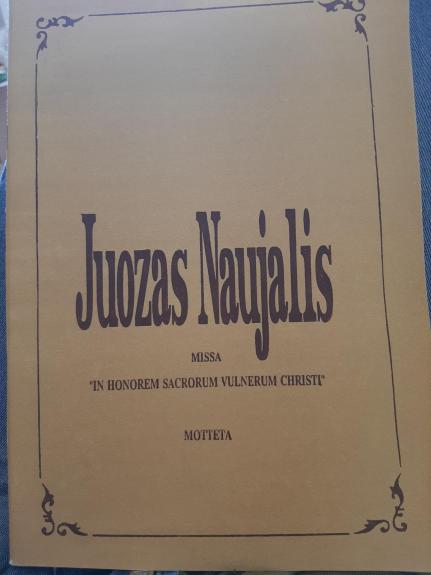 Juozas Naujalis
MISSA
"IN HONOREM SACRORUM VULNERUM CHRISTI,"
MOTTETA